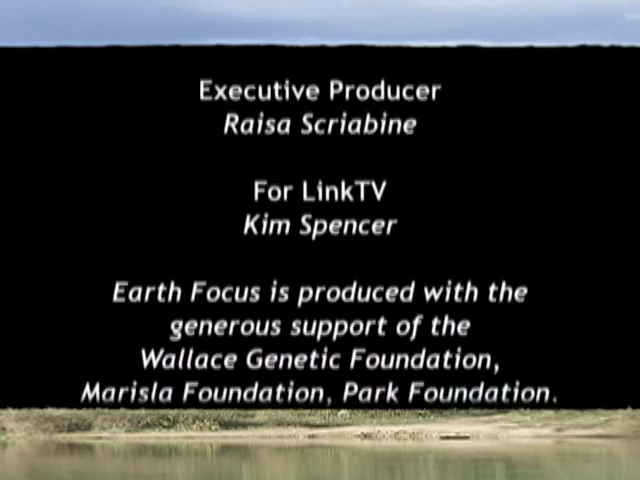 Executive Producer
Raisa Scriabine
For LinkTV
Kim Spencer
Earth Focus is produced with the
generous support of the
Wallace Genetic Foundation,
Marisla Foundation, Park Foundation.